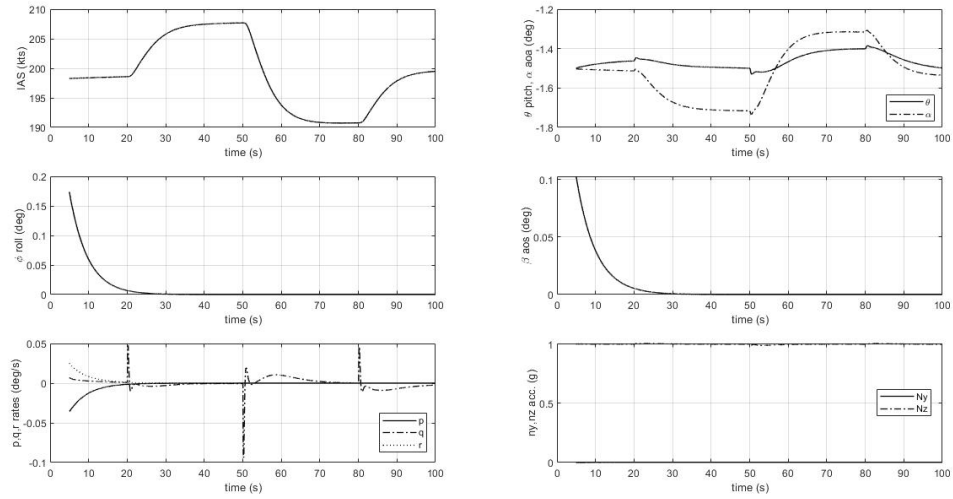 210
205
200
195
190
IAS (kts)
0 10 20 30 40 50 60 70 80 90 100
time (s)
-1.2
-1.4
-1.6
-1.8
θ pitch, α aoa (deg)
θ
α
0 10 20 30 40 50 60 70 80 90 100
time (s)
0.2
0.15
0.1
0.05
0
ϕ roll (deg)
0 10 20 30 40 50 60 70 80 90 100
time (s)
0.1
0.05
0
β aos (deg)
0 10 20 30 40 50 60 70 80 90 100
time (s)
0.05
0
-0.05
-0.1
p,q,r rates (deg/s)
p
q
r
0 10 20 30 40 50 60 70 80 90 100
time (s)
1
0.5
0
ny,nz acc. (g)
Ny
Nz
0 10 20 30 40 50 60 70 80 90 100
time (s)